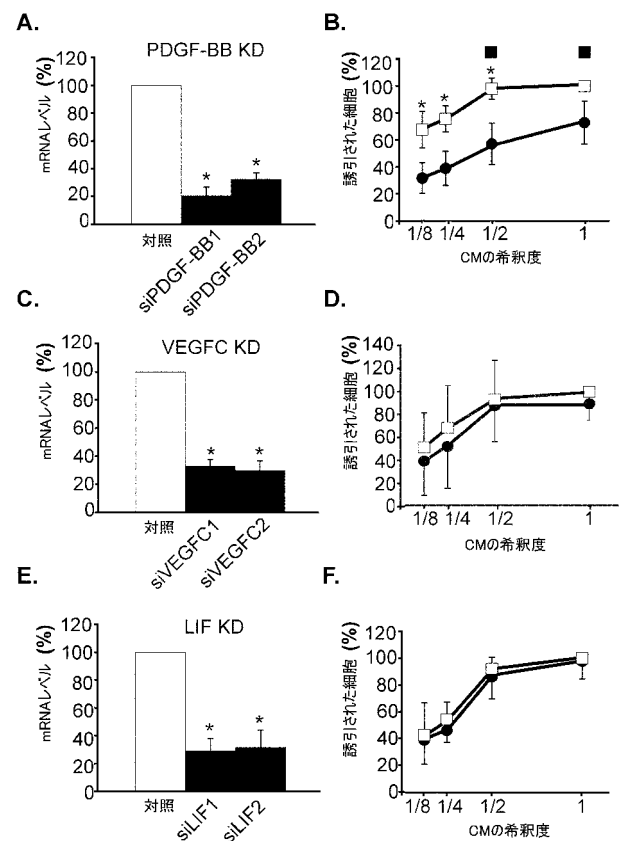 A.
PDGF-BB KD
mRNAレベル (%)
120
100
80
60
40
20
0
*
*
対照
siPDGF-BB1
siPDGF-BB2
B.
誘引された細胞 (%)
120
100
80
60
40
20
0
*
*
*
1/8
1/4
1/2
1
CMの希釈度
C.
VEGFC KD
mRNAレベル (%)
120
100
80
60
40
20
0
*
*
対照
siVEGFC1
siVEGFC2
D.
誘引された細胞 (%)
140
120
100
80
60
40
20
0
1/8
1/4
1/2
1
CMの希釈度
E.
LIF KD
mRNAレベル (%)
120
100
80
60
40
20
0
*
*
対照
siLIF1
siLIF2
F.
誘引された細胞 (%)
120
100
80
60
40
20
0
1/8
1/4
1/2
1
CMの希釈度